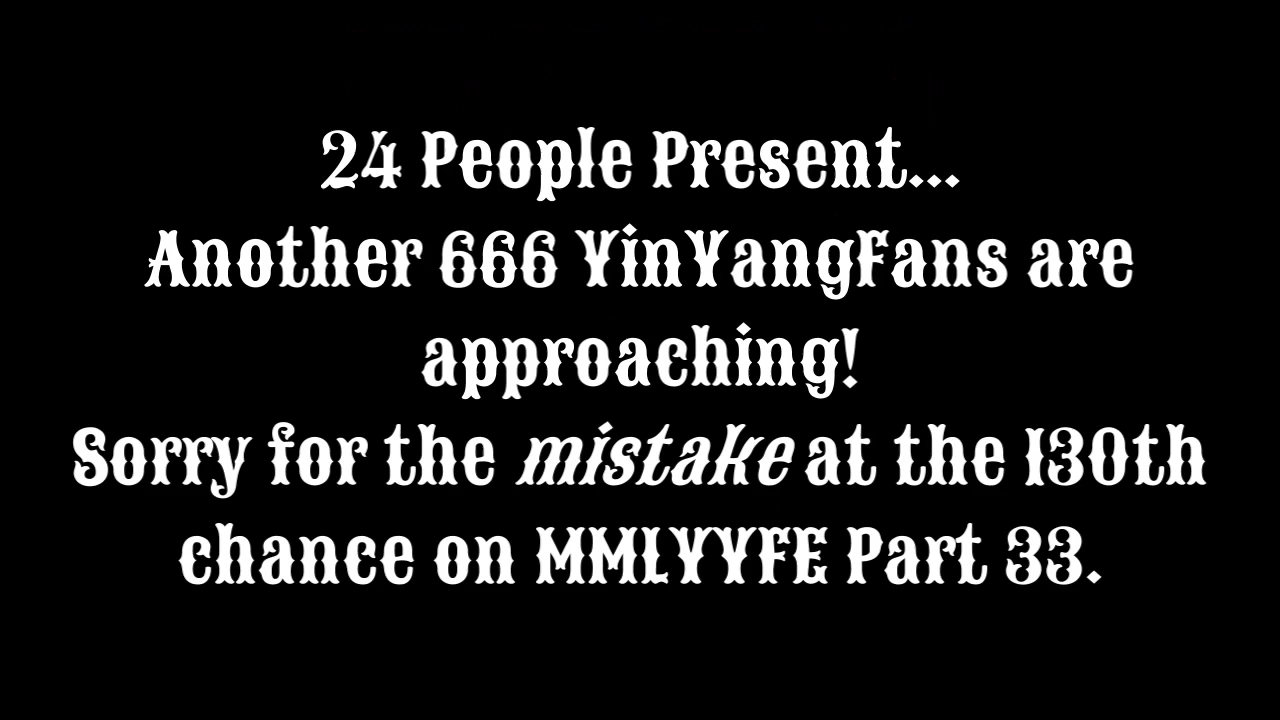 24 People Present...
Another 666 YinYangFans are
approaching!
Sorry for the mistake at the 130th
chance on MMLYYFE Part 33.